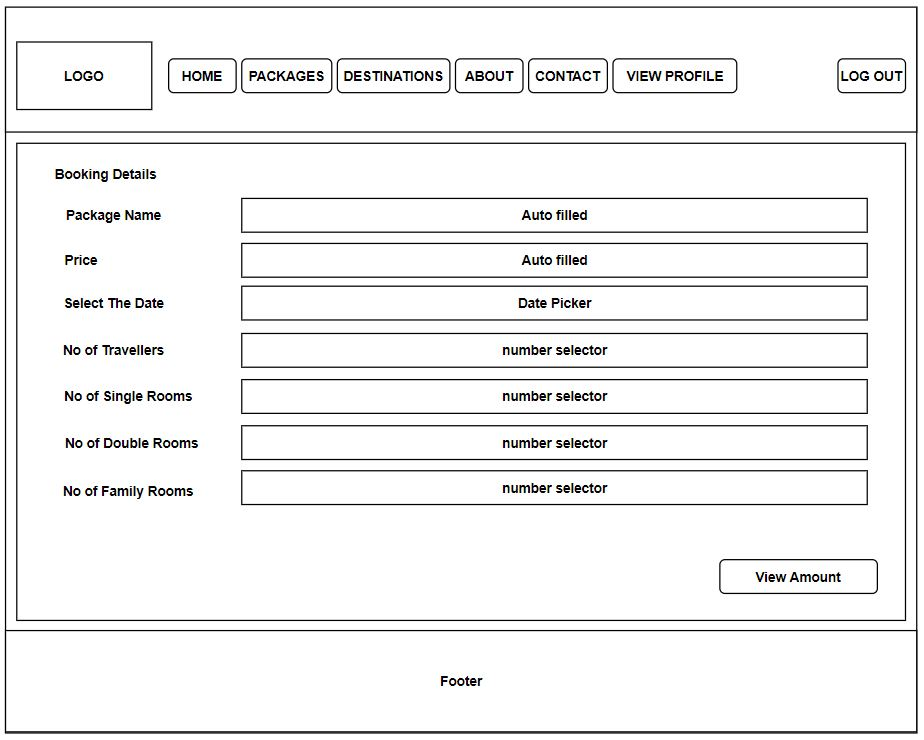 LOGO
HOME
PACKAGES
DESTINATIONS
ABOUT
CONTACT
VIEW PROFILE
LOG OUT
Booking Details
Package Name
Auto filled
Price
Auto filled
Select The Date
Date Picker
No of Travellers
number selector
No of Single Rooms
number selector
No of Double Rooms
number selector
No of Family Rooms
number selector
View Amount
Footer